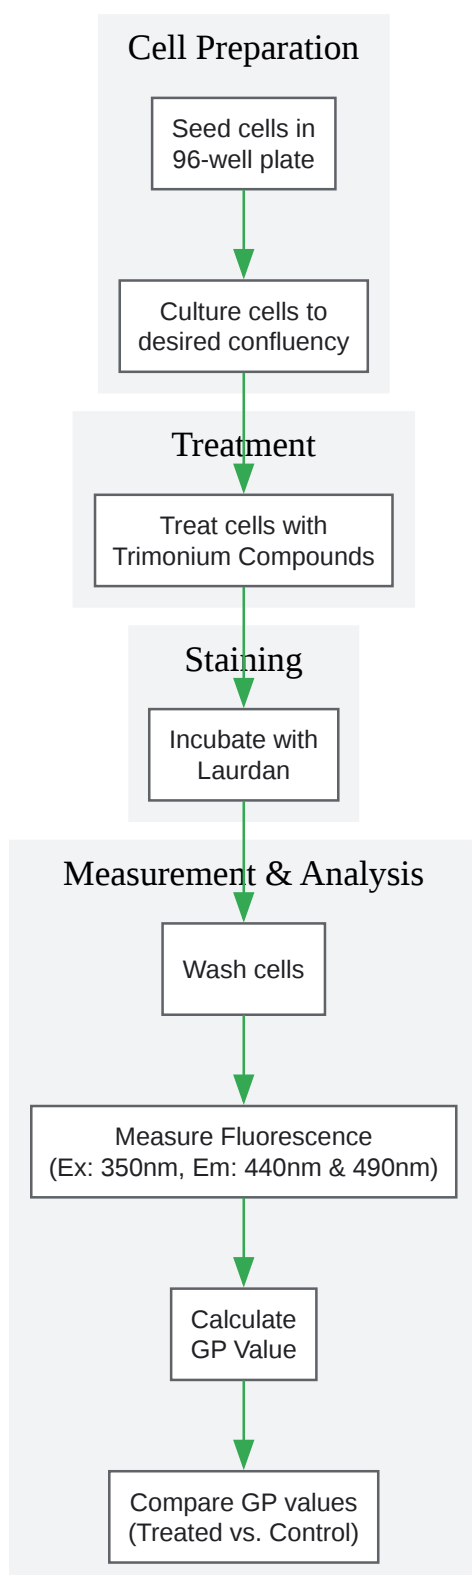 Cell Preparation
Seed cells in
96-well plate
Culture cells to
desired confluency
Treatment
Treat cells with
Trimonium Compounds
Staining
Incubate with
Laurdan
Measurement & Analysis
Wash cells
Measure Fluorescence
(Ex: 350nm, Em: 440nm & 490nm)
Calculate
GP Value
Compare GP values
(Treated vs. Control)